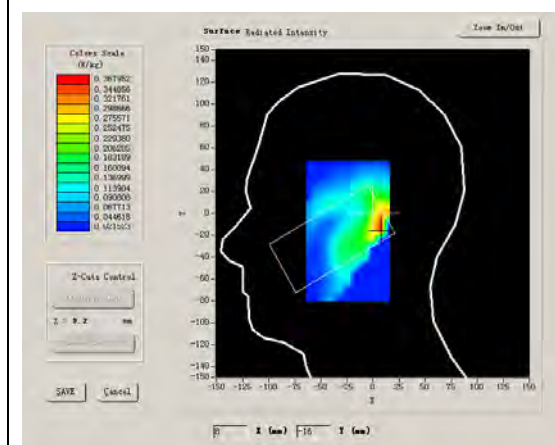 Surface Radiated Intensity
Zoom In/Out
Colors Scale
(W/kg)
0.367952
0.344856
0.321761
0.298666
0.275571
0.252475
0.229380
0.206285
0.183189
0.160094
0.136999
0.113904
0.090808
0.067713
0.044618
150
140
120
100
80
60
40
20
0
-20
-40
-60
-80
-100
-120
-140
-150
Y
-150 -125 -100 -75 -50 -25 0 25 50 75 100 125 150
X
Z-Cuts Control
Z = 9.2 mm
SAVE
Cancel
8 X (mm) -16 Y (mm)